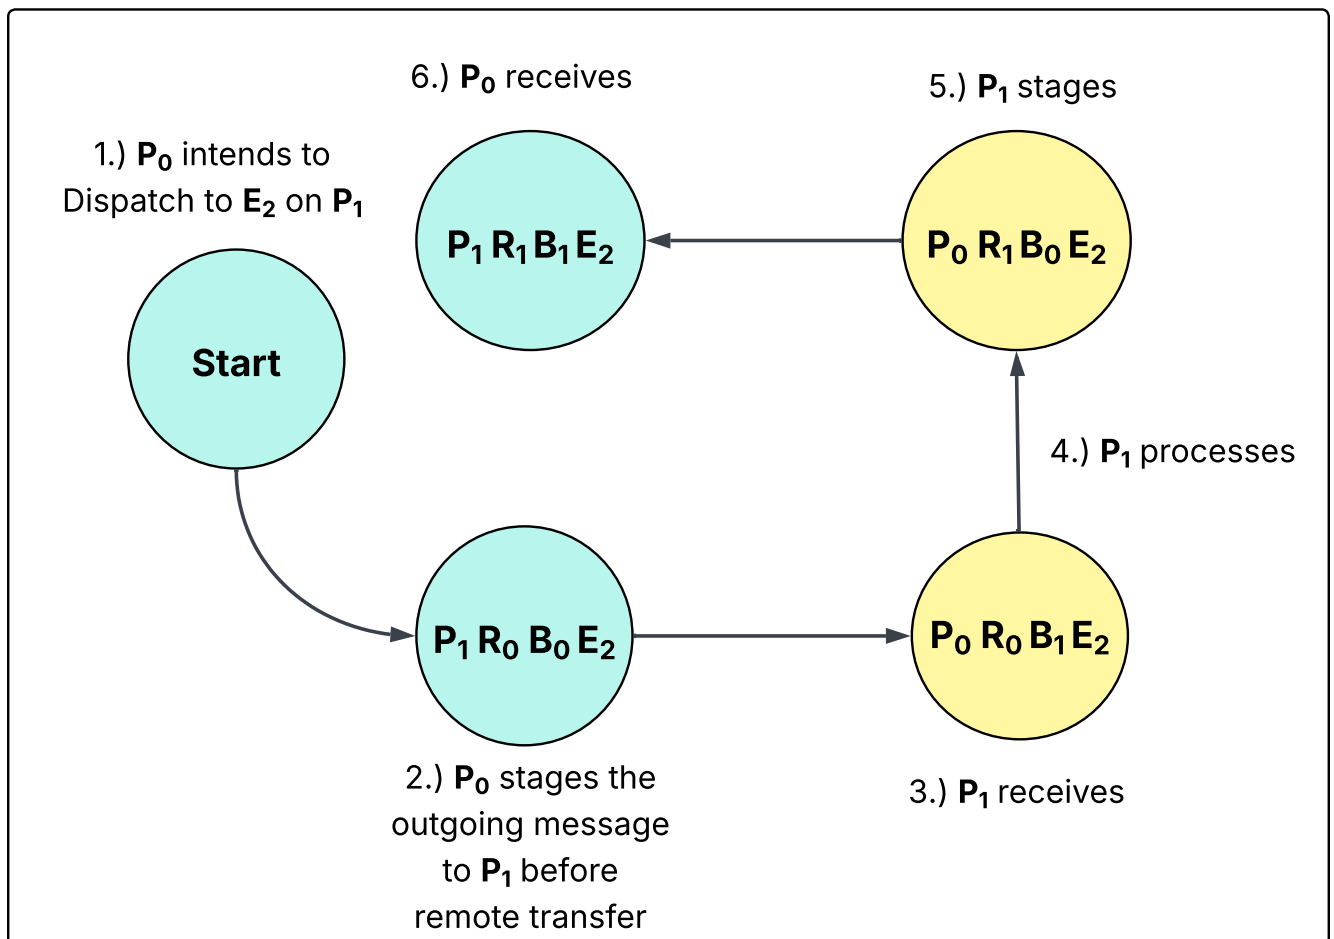 1.) P₀ intends to
Dispatch to E₂ on P₁
Start
P₁ R₀ B₀ E₂
2.) P₀ stages the
outgoing message
to P₁ before
remote transfer
P₀ R₀ B₁ E₂
3.) P₁ receives
4.) P₁ processes
5.) P₁ stages
P₀ R₁ B₀ E₂
6.) P₀ receives
P₁ R₁ B₁ E₂